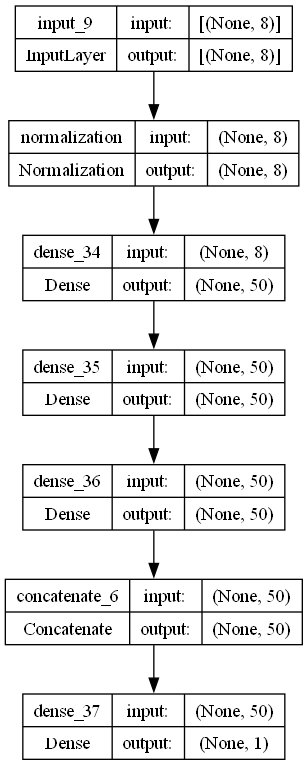 input_9 input: [(None, 8)]
InputLayer output: [(None, 8)]
normalization input: (None, 8)
Normalization output: (None, 8)
dense_34 input: (None, 8)
Dense output: (None, 50)
dense_35 input: (None, 50)
Dense output: (None, 50)
dense_36 input: (None, 50)
Dense output: (None, 50)
concatenate_6 input: (None, 50)
Concatenate output: (None, 50)
dense_37 input: (None, 50)
Dense output: (None, 1)